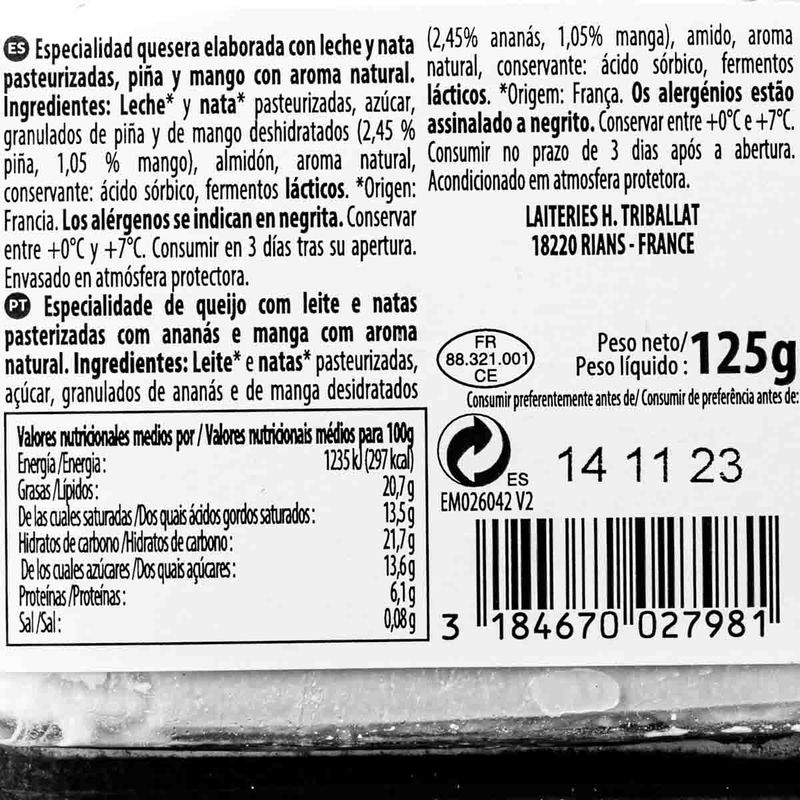 ES Especialidad quesera elaborada con leche y nata
pasteurizadas, piña y mango con aroma natural.
Ingredientes: Leche* y nata* pasteurizadas, azúcar,
granulados de piña y de mango deshidratados (2,45 %
piña, 1,05 % mango), almidón, aroma natural,
conservante: ácido sórbico, fermentos lácticos. *Origen:
Francia. Los alérgenos se indican en negrita. Conservar
entre +0°C y +7°C. Consumir en 3 días tras su apertura.
Envasado en atmósfera protectora.
PT Especialidade de queijo com leite e natas
pasterizadas com ananás e manga com aroma
natural. Ingredientes: Leite* e natas* pasteurizadas,
açúcar, granulados de ananás e de manga desidratados
(2,45% ananás, 1,05% manga), amido, aroma
natural, conservante: ácido sórbico, fermentos
lácticos. *Origem: França. Os alergénios estão
assinalado a negrito. Conservar entre +0°C e +7°C.
Consumir no prazo de 3 dias após a abertura.
Acondicionado em atmosfera protetora.
LAITERIES H. TRIBALLAT
18220 RIANS - FRANCE
FR
88.321.001
CE
Peso neto/
Peso líquido : 125g
Consumir preferentemente antes de/ Consumir de preferência antes de:
14 11 23
ES
EM026042 V2
Valores nutricionales medios por / Valores nutricionais médios para 100g
Energía /Energia : 1235 kJ (297 kcal)
Grasas /Lípidos : 20,7 g
De las cuales saturadas /Dos quais ácidos gordos saturados : 13,5 g
Hidratos de carbono /Hidratos de carbono : 21,7 g
De los cuales azúcares /Dos quais açúcares : 13,6 g
Proteínas /Proteínas : 6,1 g
Sal /Sal : 0,08 g
3 184670 027981